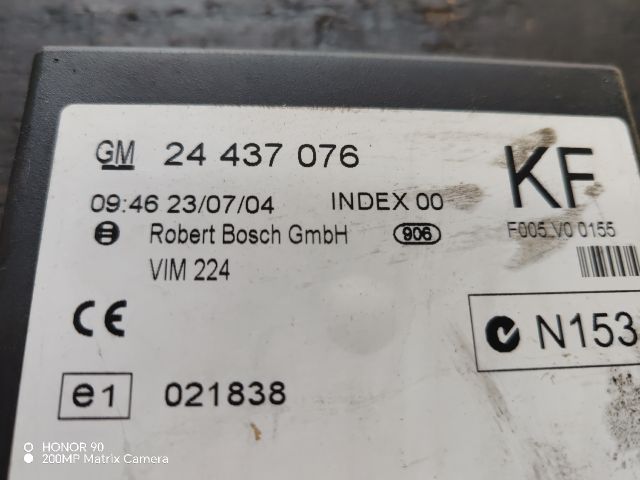 GM 24 437 076
KF
09:46 23/07/04 INDEX 00
F005 V0 0155
Robert Bosch GmbH 906
VIM 224
CE
N153
e1 021838
HONOR 90
200MP Matrix Camera